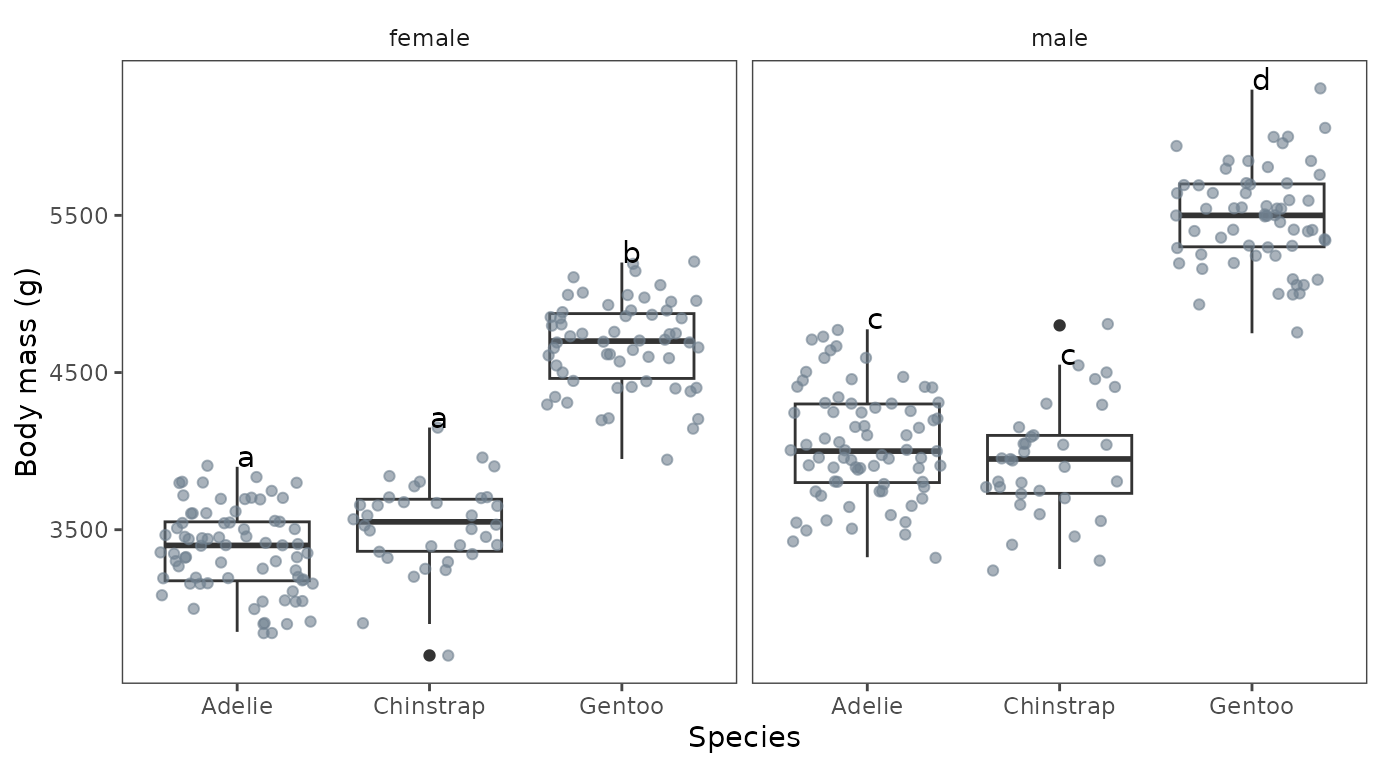 female
male
Body mass (g)
5500
4500
3500
a
a
b
c
c
d
Adelie
Chinstrap
Gentoo
Adelie
Chinstrap
Gentoo
Species